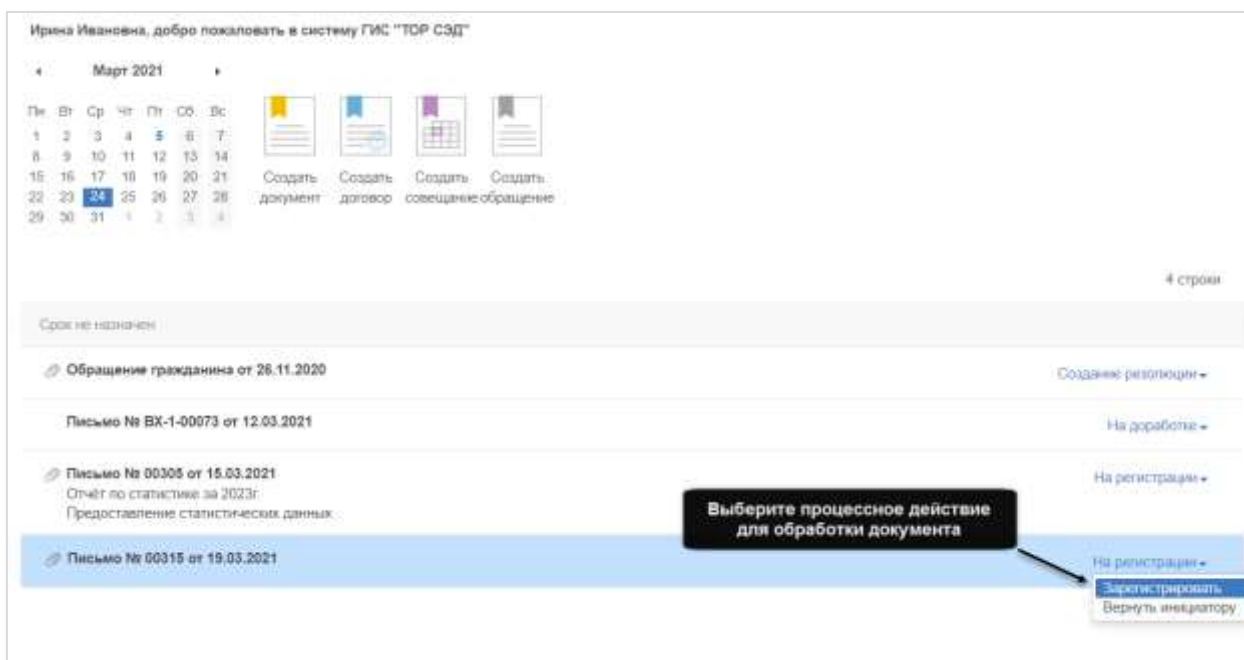 Ирина Ивановна, добро пожаловать в систему ГИС "ТОР СЭД"
Март 2021
Пн Вт Ср Чт Пт Сб Вс
1 2 3 4 5 6 7
8 9 10 11 12 13 14
15 16 17 18 19 20 21
22 23 24 25 26 27 28
29 30 31 1 2 3 4
Создать документ
Создать договор
Создать совещание
Создать обращение
4 строки
Срок не назначен
Обращение гражданина от 26.11.2020
Создание резолюции
Письмо № ВХ-1-00073 от 12.03.2021
На доработке
Письмо № 00305 от 15.03.2021
На регистрации
Отчёт по статистике за 2023г
Предоставление статистических данных
Выберите процессное действие
для обработки документа
Письмо № 00315 от 19.03.2021
На регистрации
Зарегистрировать
Вернуть инициатору